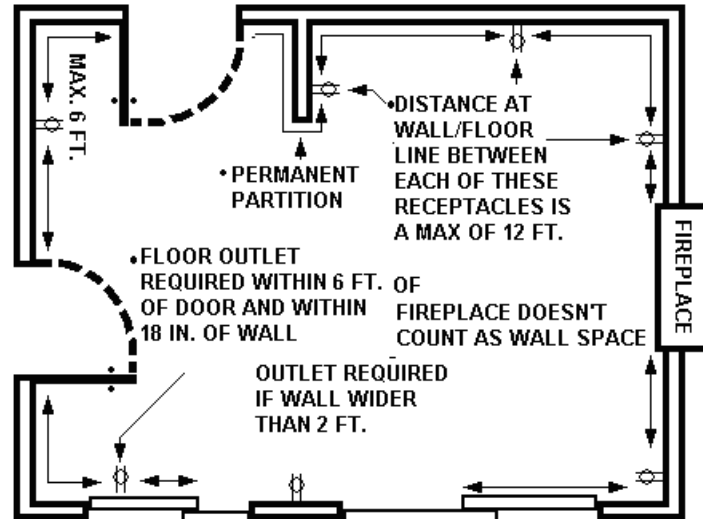 MAX. 6 FT.
•DISTANCE AT
WALL/FLOOR
LINE BETWEEN
EACH OF THESE
RECEPTACLES IS
A MAX OF 12 FT.
•PERMANENT
PARTITION
•FLOOR OUTLET
REQUIRED WITHIN 6 FT.
OF DOOR AND WITHIN
18 IN. OF WALL
OF
FIREPLACE DOESN'T
COUNT AS WALL SPACE
FIREPLACE
OUTLET REQUIRED
IF WALL WIDER
THAN 2 FT.